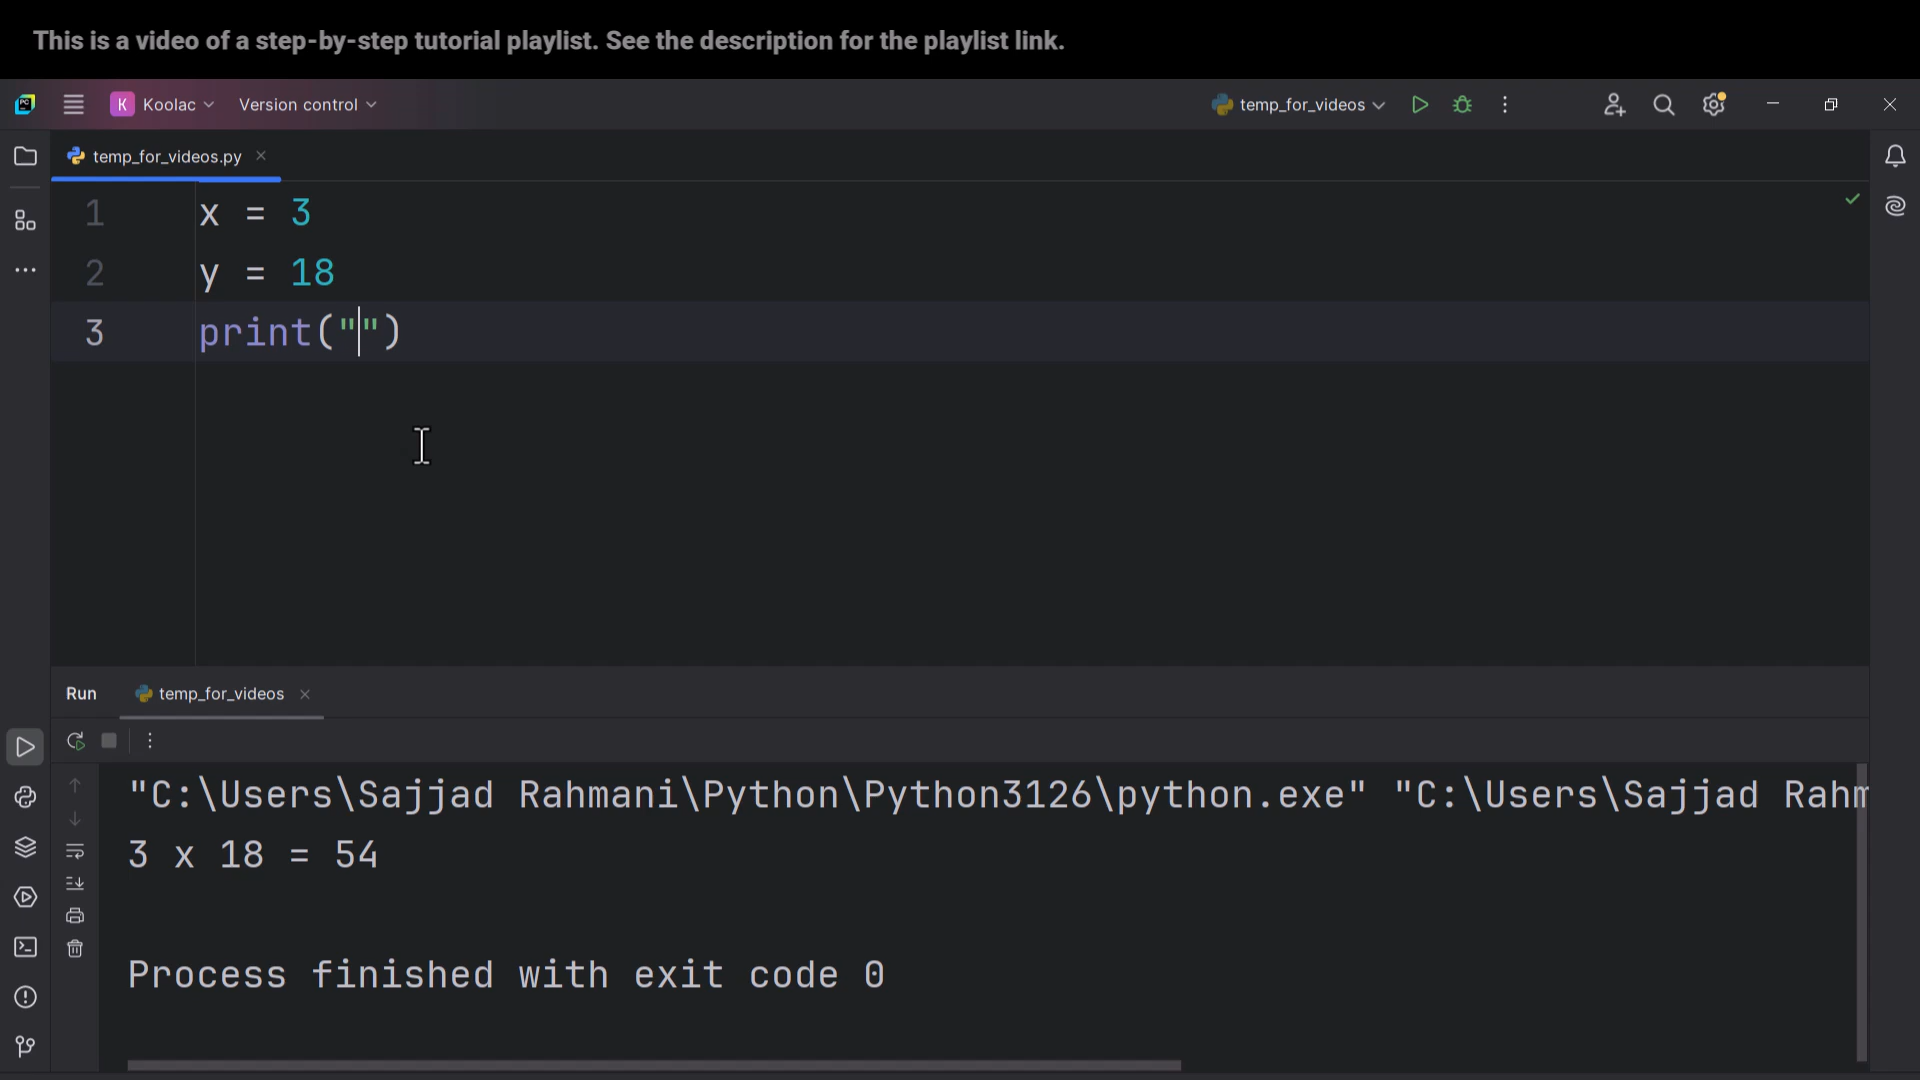 This is a video of a step-by-step tutorial playlist. See the description for the playlist link.
K Koolac Version control temp_for_videos
temp_for_videos.py
1 x = 3
2 y = 18
3 print("")
Run temp_for_videos
"C:\Users\Sajjad Rahmani\Python\Python3126\python.exe" "C:\Users\Sajjad Rahm
3 x 18 = 54
Process finished with exit code 0